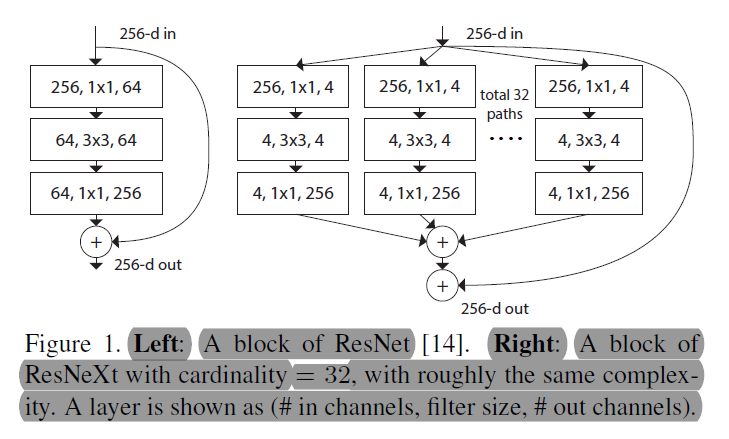 256-d in
256, 1x1, 64
64, 3x3, 64
64, 1x1, 256
+
256-d out
256-d in
256, 1x1, 4
256, 1x1, 4
total 32
paths
....
256, 1x1, 4
4, 3x3, 4
4, 3x3, 4
4, 3x3, 4
4, 1x1, 256
4, 1x1, 256
4, 1x1, 256
+
+
256-d out
Figure 1. Left: A block of ResNet [14]. Right: A block of
ResNeXt with cardinality = 32, with roughly the same complex-
ity. A layer is shown as (# in channels, filter size, # out channels).